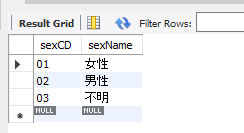 Result Grid Filter Rows:
sexCD sexName
01 女性
02 男性
03 不明
NULL NULL